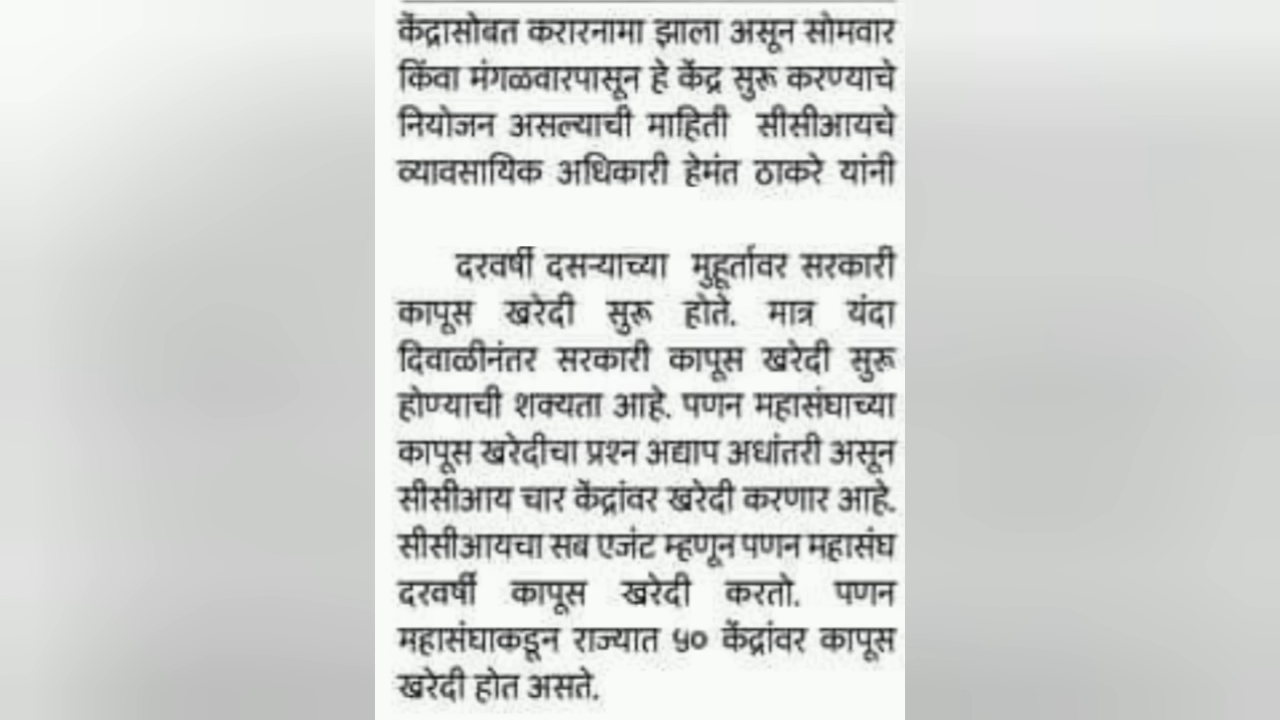 केंद्रासोबत करारनामा झाला असून सोमवार
किंवा मंगळवारपासून हे केंद्र सुरू करण्याचे
नियोजन असल्याची माहिती सीसीआयचे
व्यावसायिक अधिकारी हेमंत ठाकरे यांनी
दरवर्षी दसऱ्याच्या मुहूर्तावर सरकारी
कापूस खरेदी सुरू होते. मात्र यंदा
दिवाळीनंतर सरकारी कापूस खरेदी सुरू
होण्याची शक्यता आहे. पणन महासंघाच्या
कापूस खरेदीचा प्रश्न अद्याप अधांतरी असून
सीसीआय चार केंद्रांवर खरेदी करणार आहे.
सीसीआयचा सब एजंट म्हणून पणन महासंघ
दरवर्षी कापूस खरेदी करतो. पणन
महासंघाकडून राज्यात ५० केंद्रांवर कापूस
खरेदी होत असते.